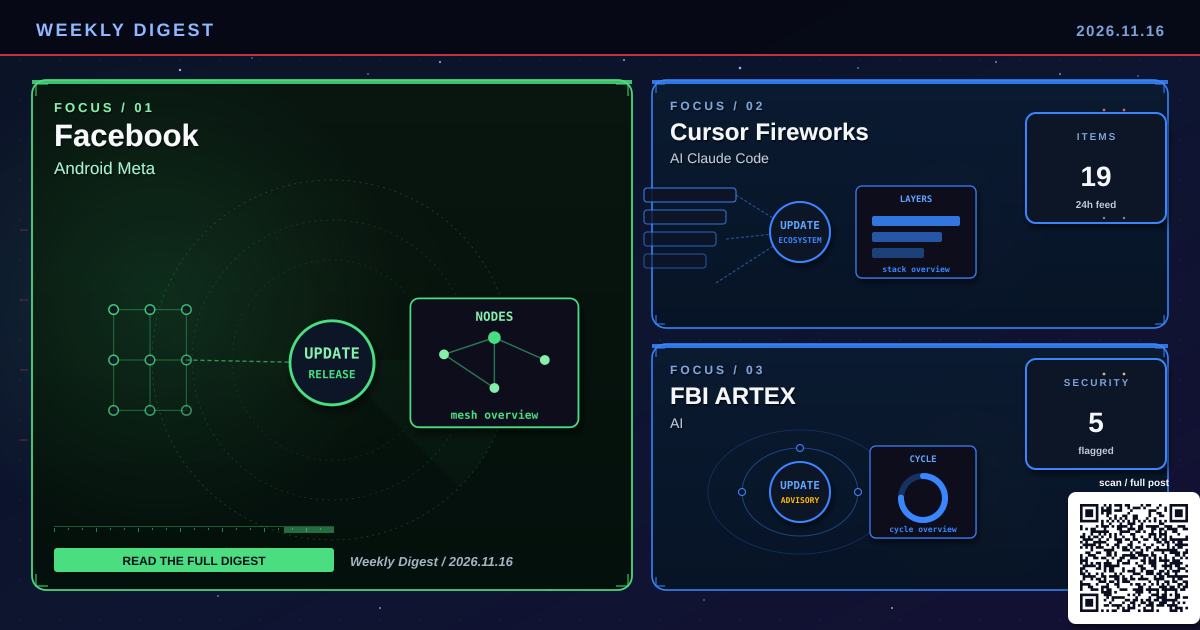 WEEKLY DIGEST
2026.11.16
FOCUS / 01
Facebook
Android Meta
UPDATE
RELEASE
NODES
mesh overview
READ THE FULL DIGEST
Weekly Digest / 2026.11.16
FOCUS / 02
Cursor Fireworks
AI Claude Code
UPDATE
ECOSYSTEM
LAYERS
stack overview
ITEMS
19
24h feed
FOCUS / 03
FBI ARTEX
AI
UPDATE
ADVISORY
CYCLE
cycle overview
SECURITY
5
flagged
scan / full post